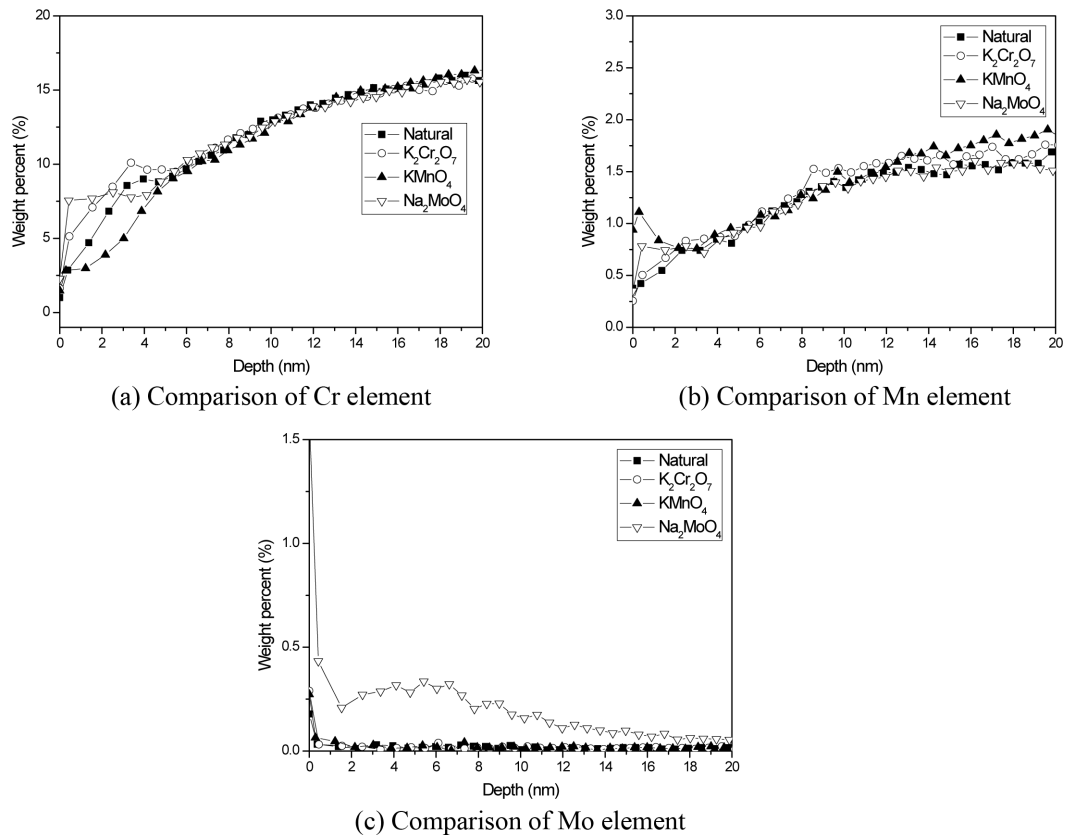 20
15
10
5
0
Weight percent (%)
0 2 4 6 8 10 12 14 16 18 20
Depth (nm)
Natural
K₂Cr₂O₇
KMnO₄
Na₂MoO₄
(a) Comparison of Cr element
3.0
2.5
2.0
1.5
1.0
0.5
0.0
Weight percent (%)
0 2 4 6 8 10 12 14 16 18 20
Depth (nm)
Natural
K₂Cr₂O₇
KMnO₄
Na₂MoO₄
(b) Comparison of Mn element
1.5
1.0
0.5
0.0
Weight percent (%)
0 2 4 6 8 10 12 14 16 18 20
Depth (nm)
Natural
K₂Cr₂O₇
KMnO₄
Na₂MoO₄
(c) Comparison of Mo element